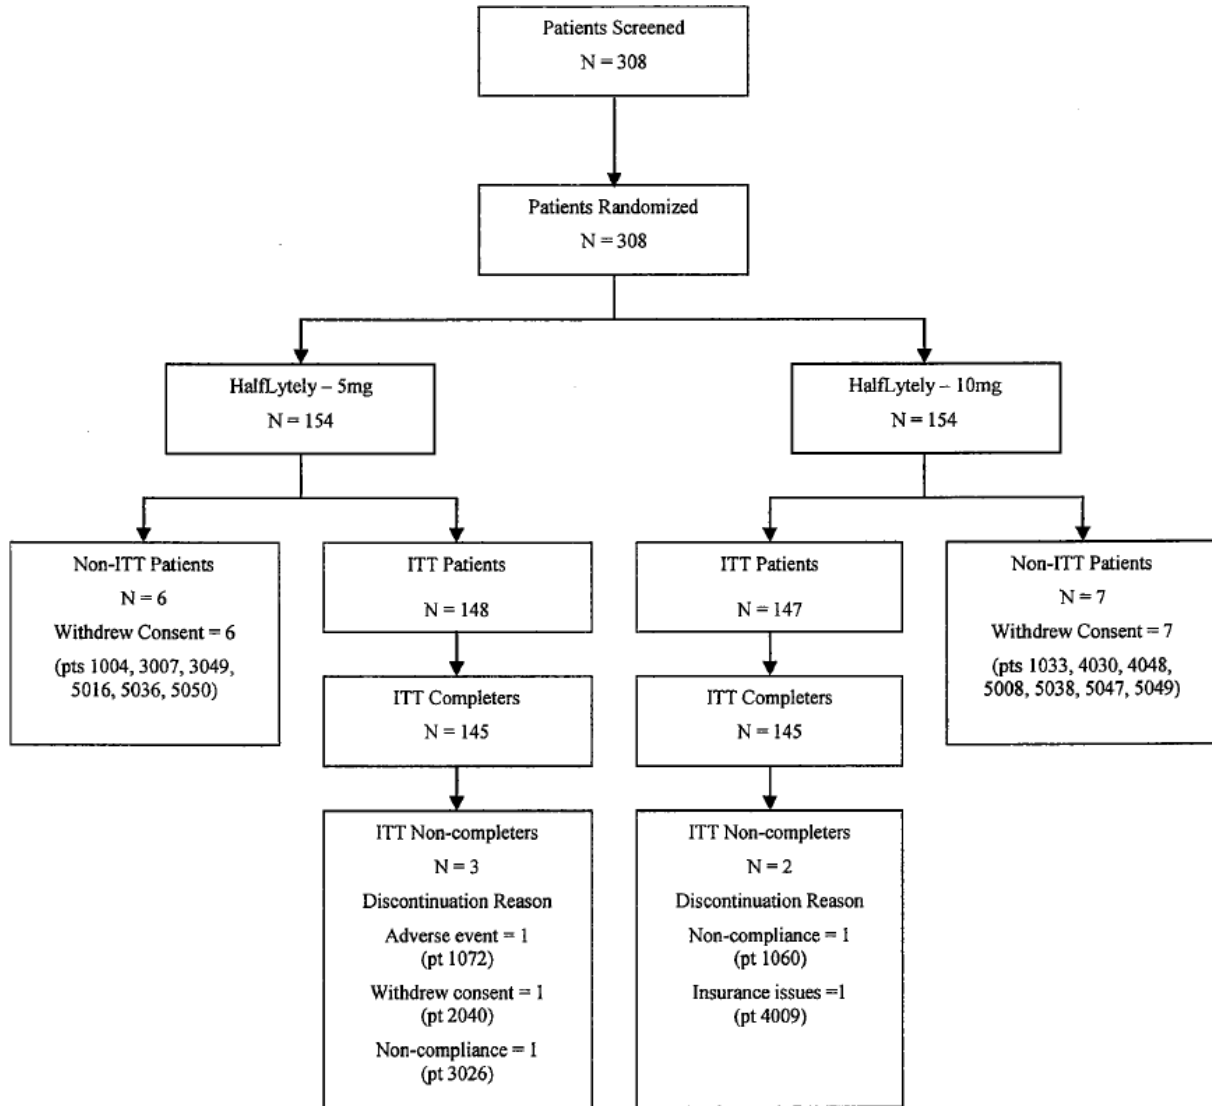 Patients Screened
N = 308
Patients Randomized
N = 308
HalfLytely – 5mg
N = 154
HalfLytely – 10mg
N = 154
Non-ITT Patients
N = 6
Withdrew Consent = 6
(pts 1004, 3007, 3049,
5016, 5036, 5050)
ITT Patients
N = 148
ITT Patients
N = 147
Non-ITT Patients
N = 7
Withdrew Consent = 7
(pts 1033, 4030, 4048,
5008, 5038, 5047, 5049)
ITT Completers
N = 145
ITT Completers
N = 145
ITT Non-completers
N = 3
Discontinuation Reason
Adverse event = 1
(pt 1072)
Withdrew consent = 1
(pt 2040)
Non-compliance = 1
(pt 3026)
ITT Non-completers
N = 2
Discontinuation Reason
Non-compliance = 1
(pt 1060)
Insurance issues =1
(pt 4009)